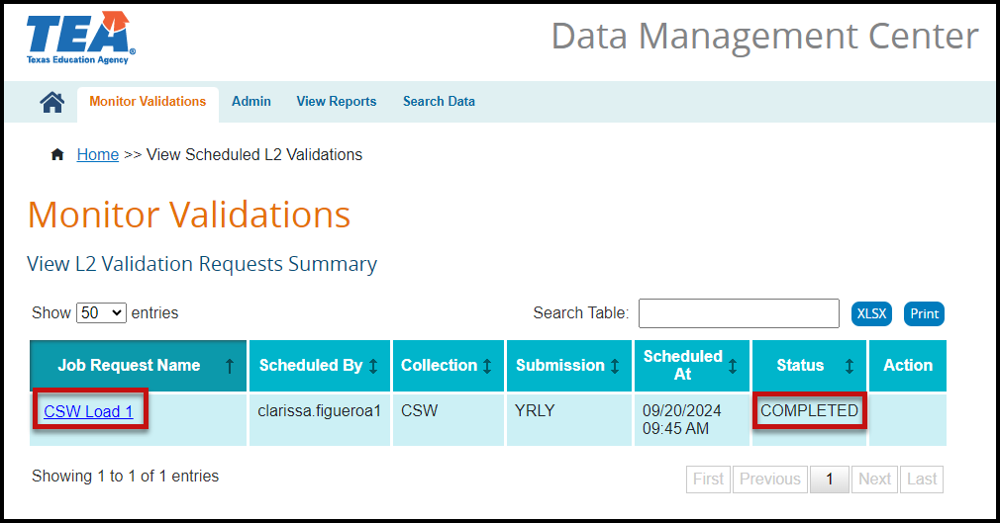 TEA®
Texas Education Agency
Data Management Center
Monitor Validations Admin View Reports Search Data
Home >> View Scheduled L2 Validations
Monitor Validations
View L2 Validation Requests Summary
Show 50 entries Search Table: XLSX Print
Job Request Name Scheduled By Collection Submission Scheduled At Status Action
CSW Load 1 clarissa.figueroa1 CSW YRLY 09/20/2024 09:45 AM COMPLETED
Showing 1 to 1 of 1 entries First Previous 1 Next Last